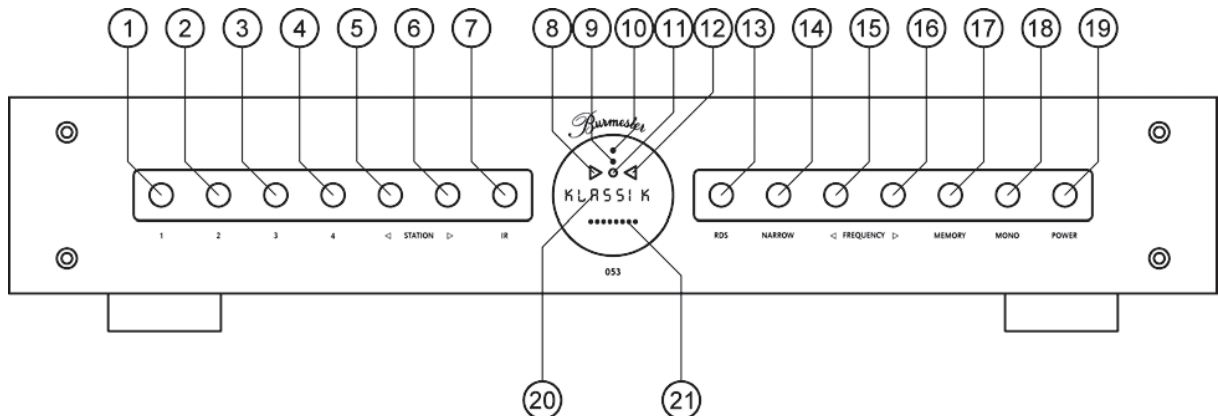 1 2 3 4 5 6 7 8 9 10 11 12 13 14 15 16 17 18 19
Burmester
KLASSIK
1 2 3 4 ◁ STATION ▷ IR
RDS NARROW ◁ FREQUENCY ▷ MEMORY MONO POWER
053
20 21